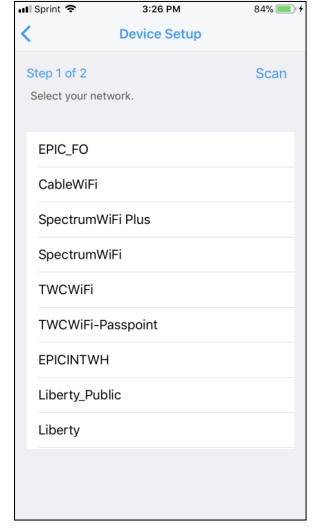 Sprint 3:26 PM 84%
Device Setup
Step 1 of 2 Scan
Select your network.
EPIC_FO
CableWiFi
SpectrumWiFi Plus
SpectrumWiFi
TWCWiFi
TWCWiFi-Passpoint
EPICINTWH
Liberty_Public
Liberty